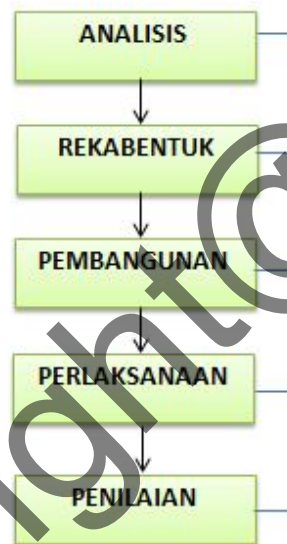 ANALISIS
REKABENTUK
PEMBANGUNAN
PERLAKSANAAN
PENILAIAN